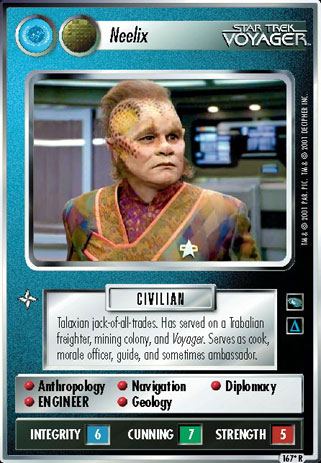 Neelix
STAR TREK
VOYAGER™
TM & © 2001 PAR. PIC. TM & © 2001 DECIPHER INC.
CIVILIAN
Talaxian jack-of-all-trades. Has served on a Trabalian
freighter, mining colony, and Voyager. Serves as cook,
morale officer, guide, and sometimes ambassador.
Anthropology Navigation Diplomacy
ENGINEER Geology
INTEGRITY 6 CUNNING 7 STRENGTH 5
167* R